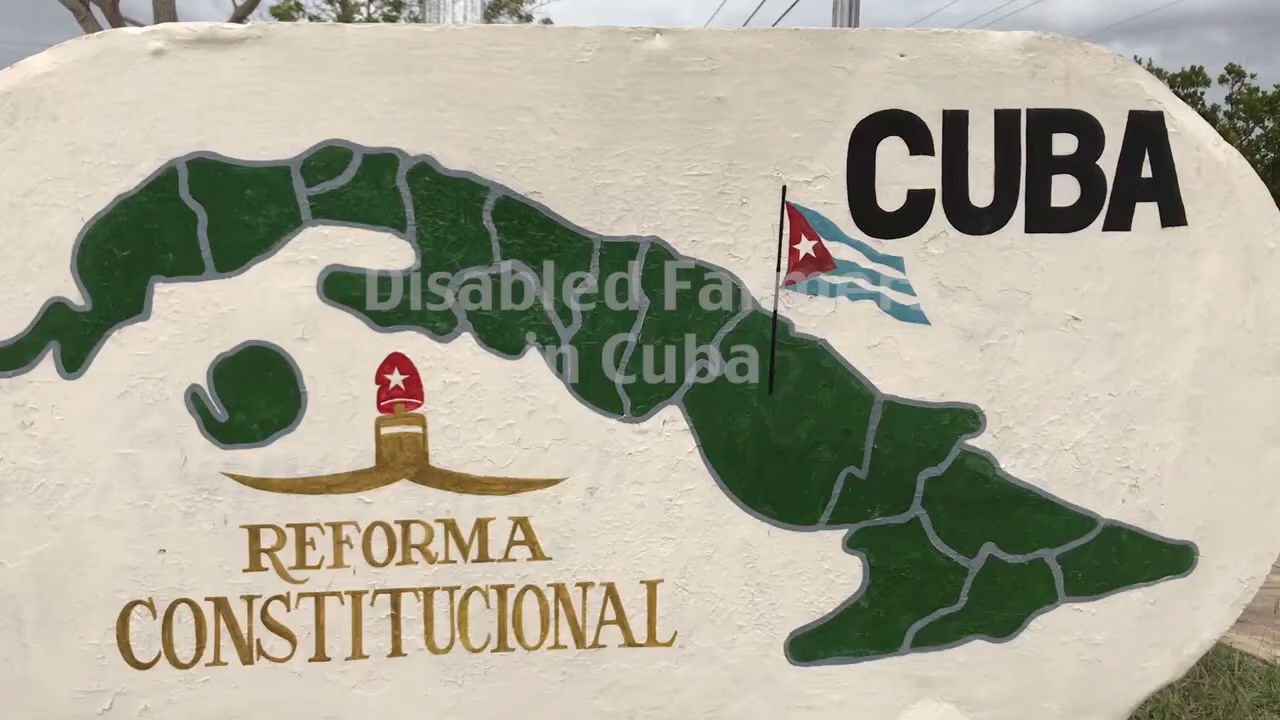 CUBA
Disabled Farmers
in Cuba
REFORMA
CONSTITUCIONAL